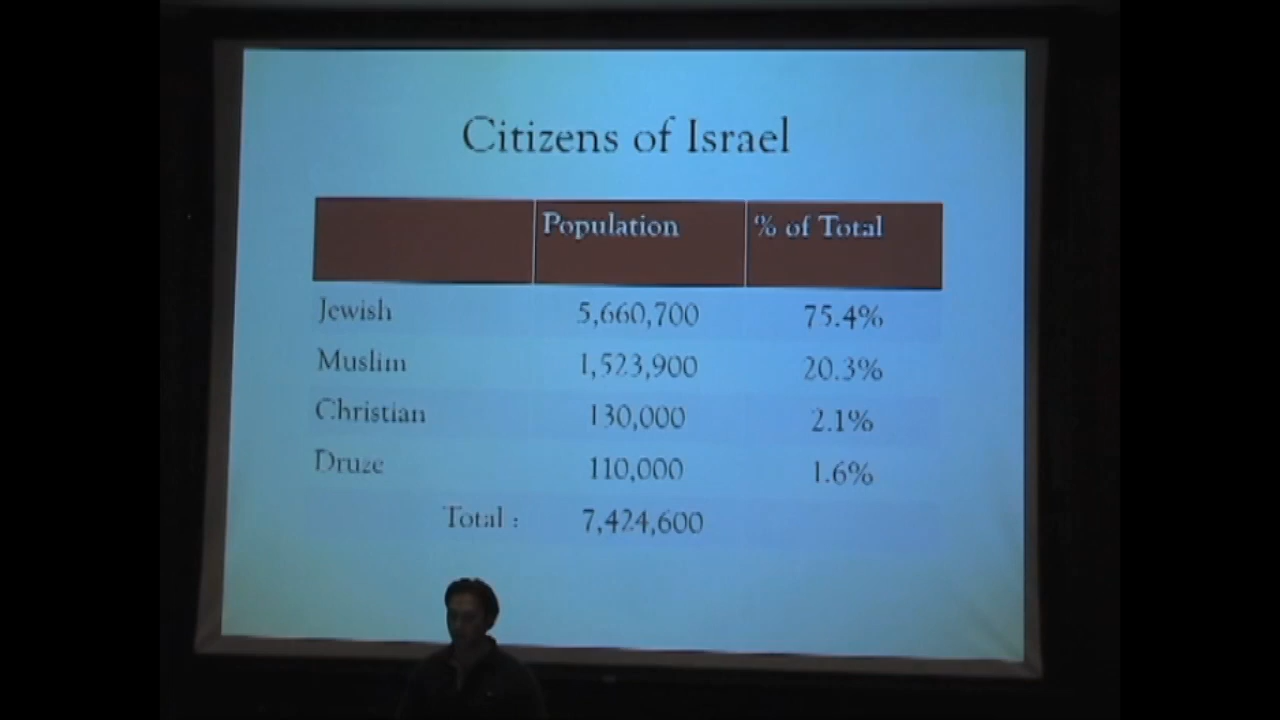 Citizens of Israel
Population % of Total
Jewish 5,660,700 75.4%
Muslim 1,523,900 20.3%
Christian 130,000 2.1%
Druze 110,000 1.6%
Total : 7,424,600